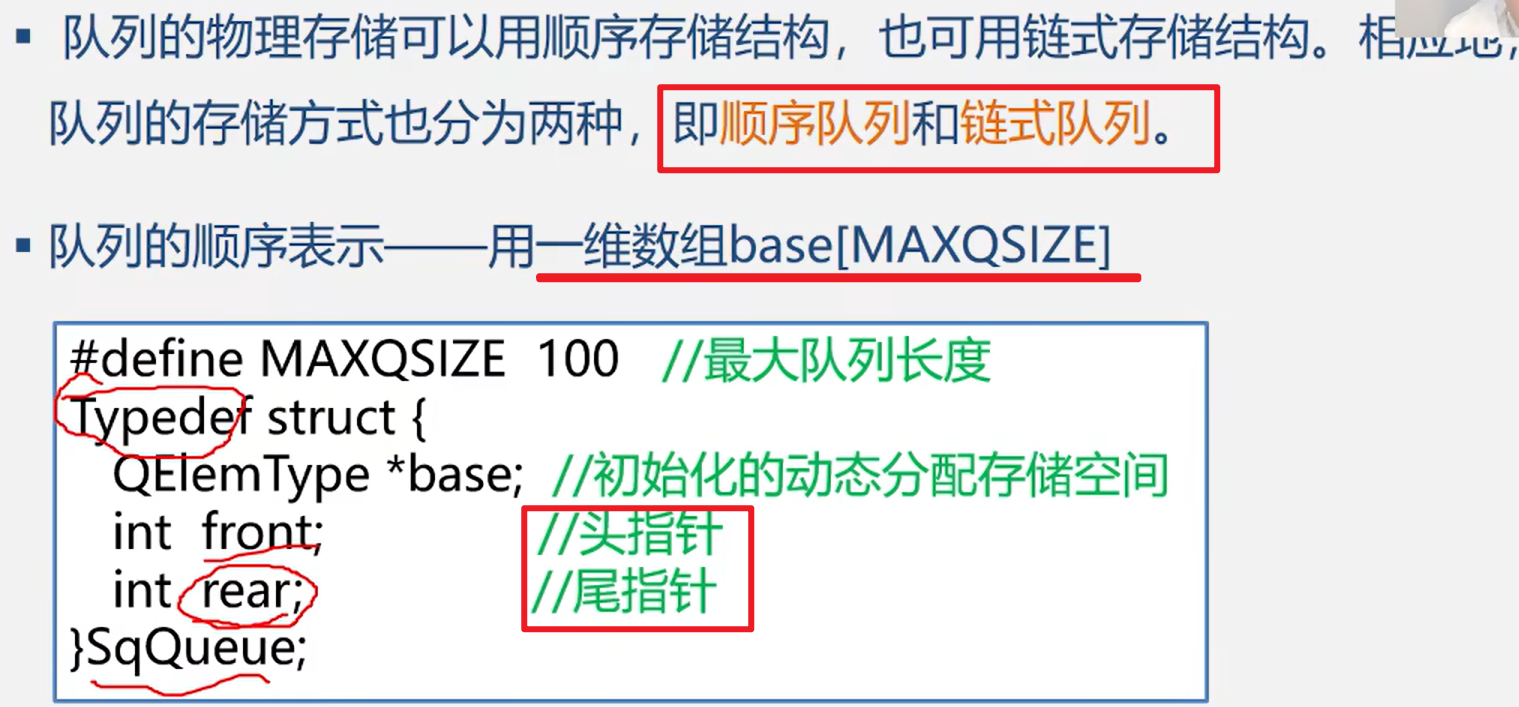 ▪ 队列的物理存储可以用顺序存储结构，也可用链式存储结构。相应地，
队列的存储方式也分为两种，即顺序队列和链式队列。
▪ 队列的顺序表示——用一维数组base[MAXQSIZE]
#define MAXQSIZE 100 //最大队列长度
Typedef struct {
QElemType *base; //初始化的动态分配存储空间
int front; //头指针
int rear; //尾指针
}SqQueue;